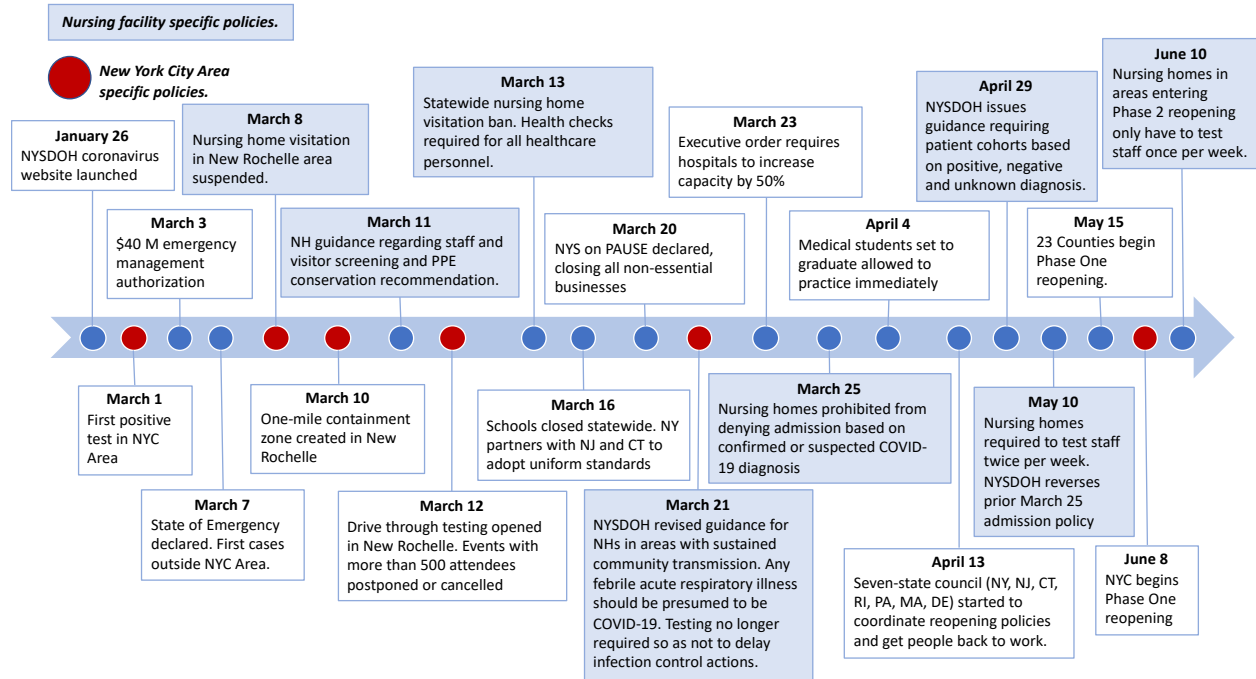 Nursing facility specific policies.
New York City Area
specific policies.
January 26
NYSDOH coronavirus
website launched
March 1
First positive
test in NYC
Area
March 3
$40 M emergency
management
authorization
March 7
State of Emergency
declared. First cases
outside NYC Area.
March 8
Nursing home visitation
in New Rochelle area
suspended.
March 10
One-mile containment
zone created in New
Rochelle
March 11
NH guidance regarding staff and
visitor screening and PPE
conservation recommendation.
March 12
Drive through testing opened
in New Rochelle. Events with
more than 500 attendees
postponed or cancelled
March 13
Statewide nursing home
visitation ban. Health checks
required for all healthcare
personnel.
March 16
Schools closed statewide. NY
partners with NJ and CT to
adopt uniform standards
March 20
NYS on PAUSE declared,
closing all non-essential
businesses
March 21
NYSDOH revised guidance for
NHs in areas with sustained
community transmission. Any
febrile acute respiratory illness
should be presumed to be
COVID-19. Testing no longer
required so as not to delay
infection control actions.
March 23
Executive order requires
hospitals to increase
capacity by 50%
March 25
Nursing homes prohibited from
denying admission based on
confirmed or suspected COVID-
19 diagnosis
April 4
Medical students set to
graduate allowed to
practice immediately
April 13
Seven-state council (NY, NJ, CT,
RI, PA, MA, DE) started to
coordinate reopening policies
and get people back to work.
April 29
NYSDOH issues
guidance requiring
patient cohorts based
on positive, negative
and unknown diagnosis.
May 10
Nursing homes
required to test staff
twice per week.
NYSDOH reverses
prior March 25
admission policy
May 15
23 Counties begin
Phase One
reopening.
June 8
NYC begins
Phase One
reopening
June 10
Nursing homes in
areas entering
Phase 2 reopening
only have to test
staff once per week.